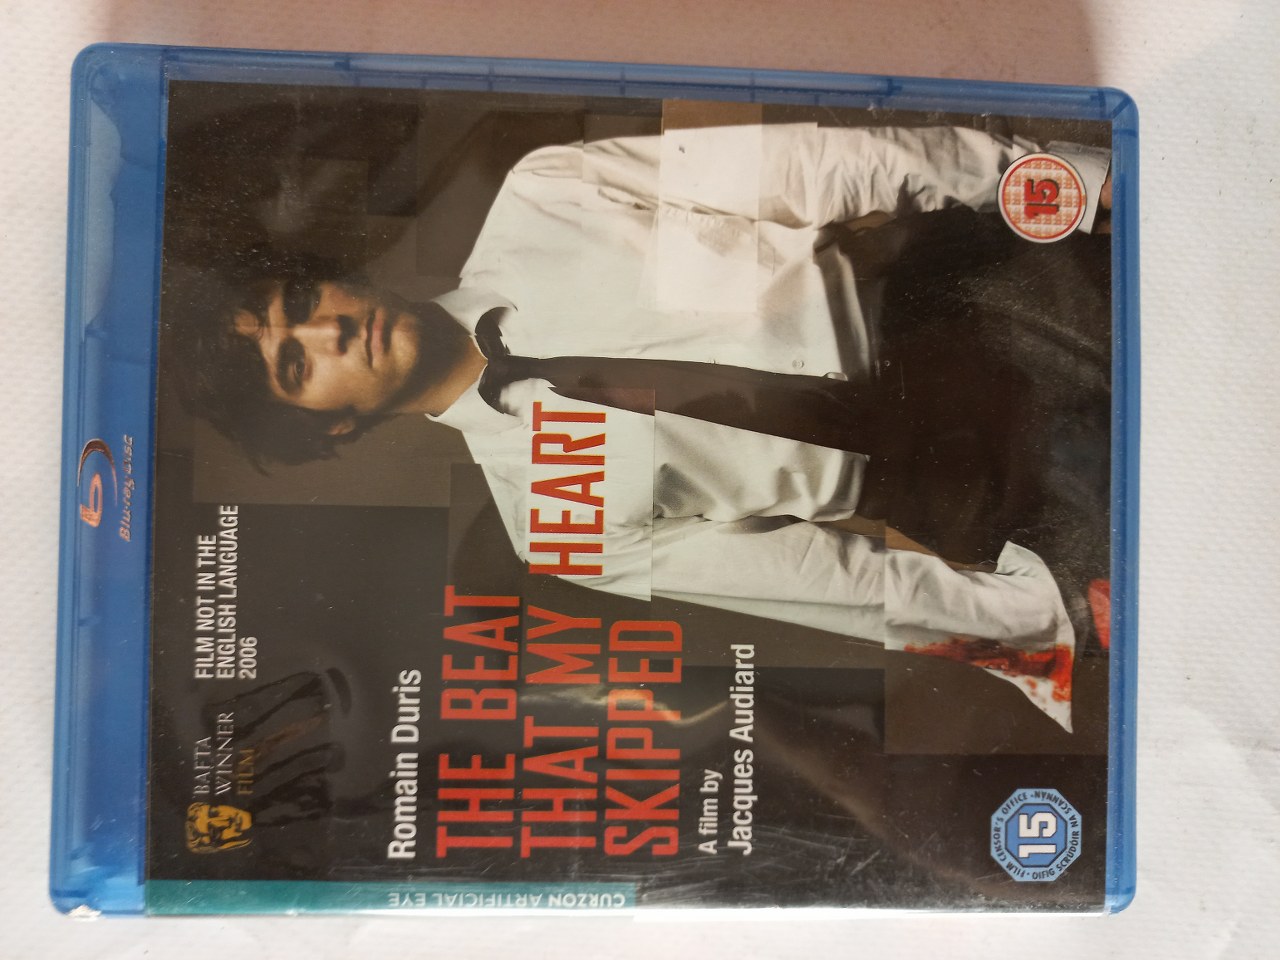 Blu-ray Disc
BAFTA
WINNER
FILM
FILM NOT IN THE
ENGLISH LANGUAGE
2006
Romain Duris
THE BEAT
THAT MY HEART
SKIPPED
A film by
Jacques Audiard
CURZON ARTIFICIAL EYE
15
15
FILM CENSOR'S OFFICE
OIFIG SCRUDÓIR NA SCANNÁN